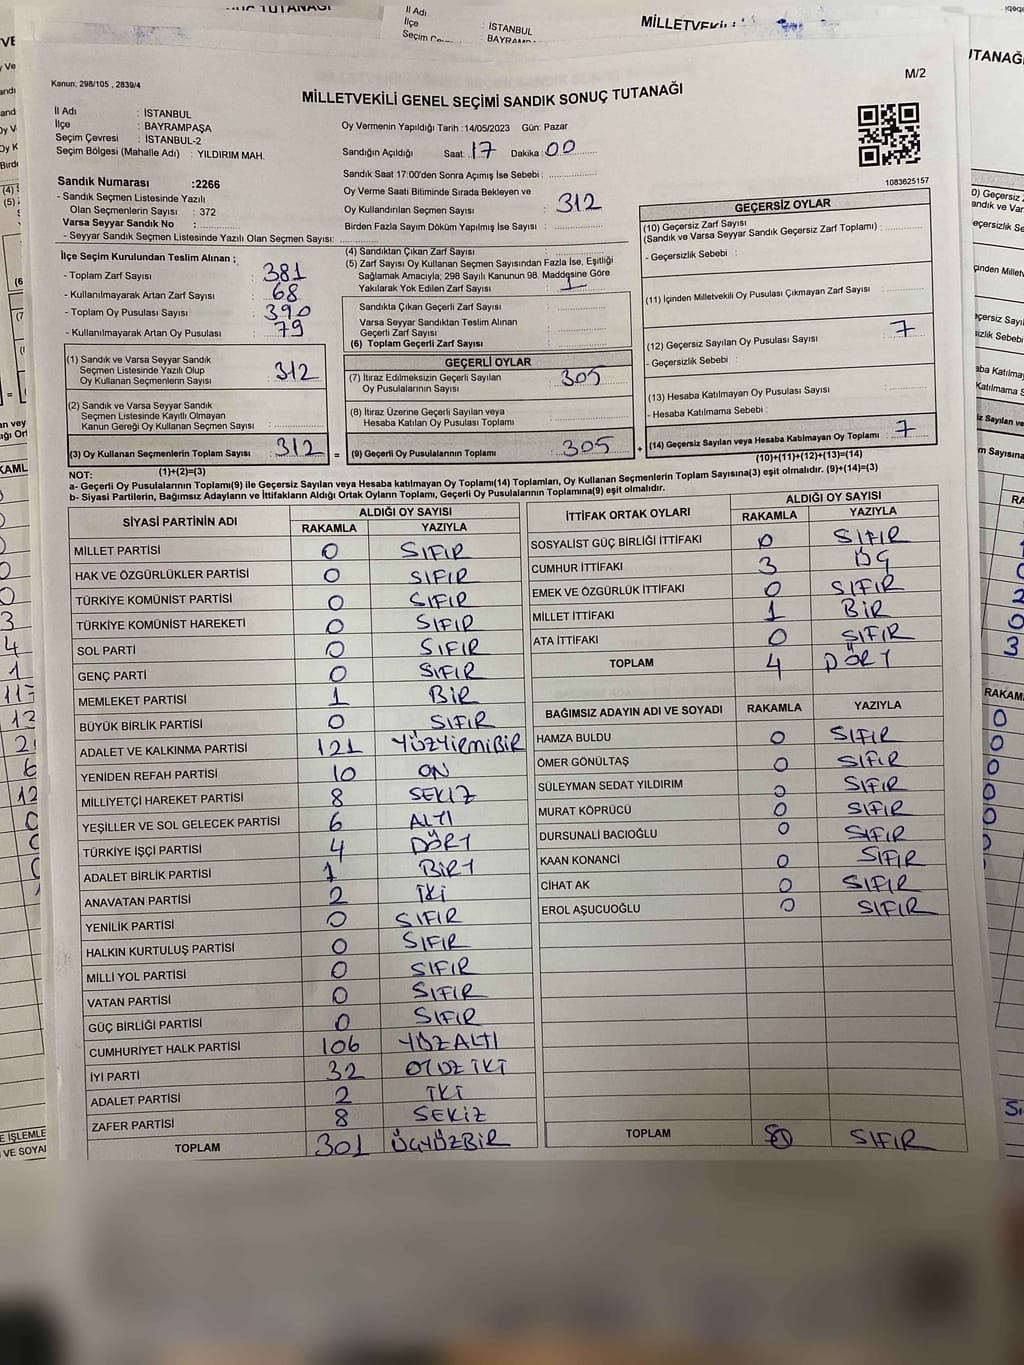 İl Adı
İlçe : İSTANBUL
MİLLETVEKİLİ
Kanun; 298/105 , 2839/4
M/2
MİLLETVEKİLİ GENEL SEÇİMİ SANDIK SONUÇ TUTANAĞI
İl Adı : İSTANBUL
İlçe : BAYRAMPAŞA
Seçim Çevresi : İSTANBUL-2
Seçim Bölgesi (Mahalle Adı) : YILDIRIM MAH.
Oy Vermenin Yapıldığı Tarih :14/05/2023 Gün: Pazar
Sandığın Açıldığı Saat: 17 Dakika: 00
Sandık Saat 17:00'den Sonra Açımış İse Sebebi :
1083625157
Sandık Numarası :2266
- Sandık Seçmen Listesinde Yazılı
Olan Seçmenlerin Sayısı : 372
Varsa Seyyar Sandık No :
- Seyyar Sandık Seçmen Listesinde Yazılı Olan Seçmen Sayısı:
Oy Verme Saati Bitiminde Sırada Bekleyen ve
Oy Kullandırılan Seçmen Sayısı : 312
Birden Fazla Sayım Döküm Yapılmış İse Sayısı :
İlçe Seçim Kurulundan Teslim Alınan ;
- Toplam Zarf Sayısı : 381
- Kullanılmayarak Artan Zarf Sayısı : 68
- Toplam Oy Pusulası Sayısı : 390
- Kullanılmayarak Artan Oy Pusulası : 79
(4) Sandıktan Çıkan Zarf Sayısı :
(5) Zarf Sayısı Oy Kullanan Seçmen Sayısından Fazla İse, Eşitliği
Sağlamak Amacıyla; 298 Sayılı Kanunun 98. Maddesine Göre
Yakılarak Yok Edilen Zarf Sayısı : 1
Sandıkta Çıkan Geçerli Zarf Sayısı :
Varsa Seyyar Sandıktan Teslim Alınan
Geçerli Zarf Sayısı :
(6) Toplam Geçerli Zarf Sayısı :
GEÇERSİZ OYLAR
(10) Geçersiz Zarf Sayısı
(Sandık ve Varsa Seyyar Sandık Geçersiz Zarf Toplamı) :
- Geçersizlik Sebebi :
(11) İçinden Milletvekili Oy Pusulası Çıkmayan Zarf Sayısı :
(12) Geçersiz Sayılan Oy Pusulası Sayısı : 7
- Geçersizlik Sebebi :
(13) Hesaba Katılmayan Oy Pusulası Sayısı :
- Hesaba Katılmama Sebebi :
(14) Geçersiz Sayılan veya Hesaba Katılmayan Oy Toplamı : 7
(10)+(11)+(12)+(13)=(14)
(1) Sandık ve Varsa Seyyar Sandık
Seçmen Listesinde Yazılı Olup
Oy Kullanan Seçmenlerin Sayısı : 312
(2) Sandık ve Varsa Seyyar Sandık
Seçmen Listesinde Kayıtlı Olmayan
Kanun Gereği Oy Kullanan Seçmen Sayısı :
(3) Oy Kullanan Seçmenlerin Toplam Sayısı : 312 =
(1)+(2)=(3)
GEÇERLİ OYLAR
(7) İtiraz Edilmeksizin Geçerli Sayılan
Oy Pusulalarının Sayısı : 305
(8) İtiraz Üzerine Geçerli Sayılan veya
Hesaba Katılan Oy Pusulası Toplamı :
(9) Geçerli Oy Pusulalarının Toplamı : 305 +
NOT:
a- Geçerli Oy Pusulasının Toplamı(9) ile Geçersiz Sayılan veya Hesaba katılmayan Oy Toplamı(14) Toplamları, Oy Kullanan Seçmenlerin Toplam Sayısına(3) eşit olmalıdır. (9)+(14)=(3)
b- Siyasi Partilerin, Bağımsız Adayların ve İttifakların Aldığı Ortak Oyların Toplamı, Geçerli Oy Pusulalarının Toplamına(9) eşit olmalıdır.
SİYASİ PARTİNİN ADI ALDIĞI OY SAYISI
RAKAMLA YAZIYLA
MİLLET PARTİSİ 0 SIFIR
HAK VE ÖZGÜRLÜKLER PARTİSİ 0 SIFIR
TÜRKİYE KOMÜNİST PARTİSİ 0 SIFIR
TÜRKİYE KOMÜNİST HAREKETİ 0 SIFIR
SOL PARTİ 0 SIFIR
GENÇ PARTİ 0 SIFIR
MEMLEKET PARTİSİ 1 BİR
BÜYÜK BİRLİK PARTİSİ 0 SIFIR
ADALET VE KALKINMA PARTİSİ 121 YÜZYİRMİBİR
YENİDEN REFAH PARTİSİ 10 ON
MİLLİYETÇİ HAREKET PARTİSİ 8 SEKİZ
YEŞİLLER VE SOL GELECEK PARTİSİ 6 ALTI
TÜRKİYE İŞÇİ PARTİSİ 4 DÖRT
ADALET BİRLİK PARTİSİ 1 BİRT
ANAVATAN PARTİSİ 2 İKİ
YENİLİK PARTİSİ 0 SIFIR
HALKIN KURTULUŞ PARTİSİ 0 SIFIR
MİLLİ YOL PARTİSİ 0 SIFIR
VATAN PARTİSİ 0 SIFIR
GÜÇ BİRLİĞİ PARTİSİ 0 SIFIR
CUMHURİYET HALK PARTİSİ 106 YÜZALTI
İYİ PARTİ 32 OTUZ İKİ
ADALET PARTİSİ 2 İKİ
ZAFER PARTİSİ 8 SEKİZ
TOPLAM 301 ÜÇYÜZBİR
İTTİFAK ORTAK OYLARI ALDIĞI OY SAYISI
RAKAMLA YAZIYLA
SOSYALIST GÜÇ BİRLİĞİ İTTİFAKI 0 SIFIR
CUMHUR İTTİFAKI 3 ÜÇ
EMEK VE ÖZGÜRLÜK İTTİFAKI 0 SIFIR
MİLLET İTTİFAKI 1 BİR
ATA İTTİFAKI 0 SIFIR
TOPLAM 4 DÖRT
BAĞIMSIZ ADAYIN ADI VE SOYADI RAKAMLA YAZIYLA
HAMZA BULDU 0 SIFIR
ÖMER GÖNÜLTAŞ 0 SIFIR
SÜLEYMAN SEDAT YILDIRIM 0 SIFIR
MURAT KÖPRÜCÜ 0 SIFIR
DURSUNALİ BACIOĞLU 0 SIFIR
KAAN KONANCİ 0 SIFIR
CİHAT AK 0 SIFIR
EROL AŞUCUOĞLU 0 SIFIR
TOPLAM SIFIR